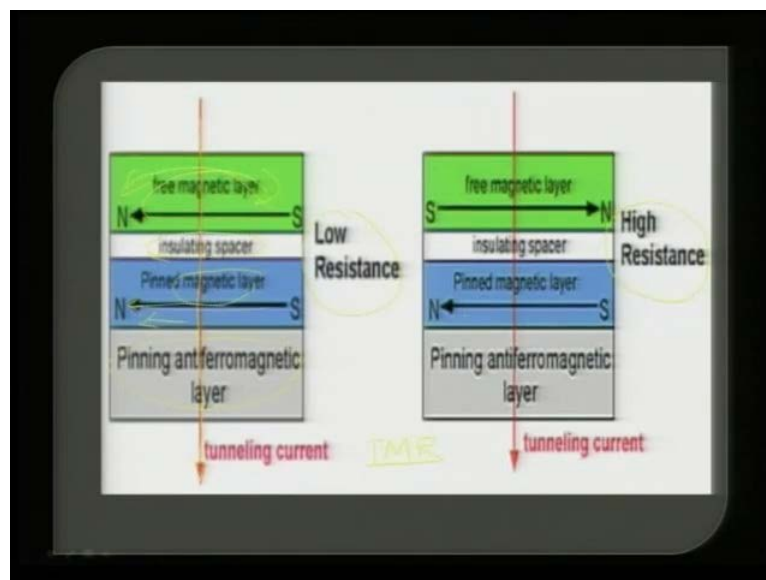 free magnetic layer
N S
insulating spacer
Pinned magnetic layer
N S
Pinning antiferromagnetic
layer
tunneling current
Low
Resistance
TMR
free magnetic layer
S N
insulating spacer
Pinned magnetic layer
N S
Pinning antiferromagnetic
layer
tunneling current
High
Resistance